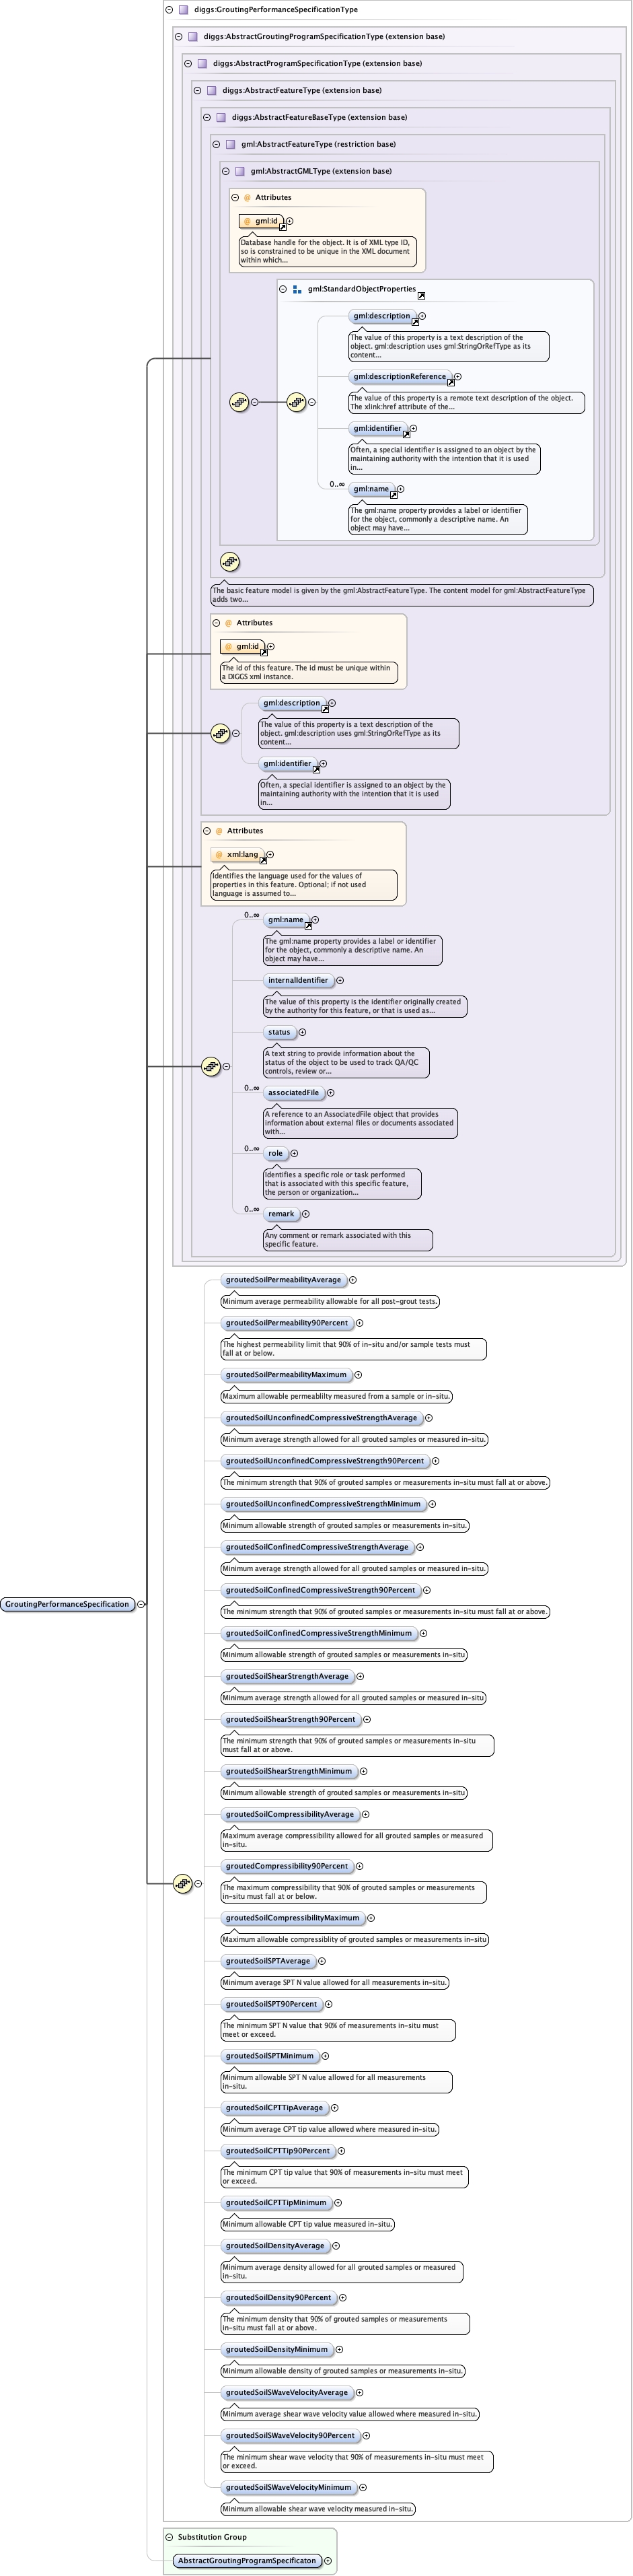 diggs:GroutingPerformanceSpecificationType
diggs:AbstractGroutingProgramSpecificationType (extension base)
diggs:AbstractProgramSpecificationType (extension base)
diggs:AbstractFeatureType (extension base)
diggs:AbstractFeatureBaseType (extension base)
gml:AbstractFeatureType (restriction base)
gml:AbstractGMLType (extension base)
@ Attributes
@ gml:id
Database handle for the object. It is of XML type ID,
so is constrained to be unique in the XML document
within which...
gml:StandardObjectProperties
gml:description
The value of this property is a text description of the
object. gml:description uses gml:StringOrRefType as its
content...
gml:descriptionReference
The value of this property is a remote text description of the object.
The xlink:href attribute of the...
gml:identifier
Often, a special identifier is assigned to an object by the
maintaining authority with the intention that it is used
in...
0..∞
gml:name
The gml:name property provides a label or identifier
for the object, commonly a descriptive name. An
object may have...
The basic feature model is given by the gml:AbstractFeatureType. The content model for gml:AbstractFeatureType
adds two...
@ Attributes
@ gml:id
The id of this feature. The id must be unique within
a DIGGS xml instance.
gml:description
The value of this property is a text description of the
object. gml:description uses gml:StringOrRefType as its
content...
gml:identifier
Often, a special identifier is assigned to an object by the
maintaining authority with the intention that it is used
in...
@ Attributes
@ xml:lang
Identifies the language used for the values of
properties in this feature. Optional; if not used
language is assumed to...
0..∞
gml:name
The gml:name property provides a label or identifier
for the object, commonly a descriptive name. An
object may have...
internalIdentifier
The value of this property is the identifier originally created
by the authority for this feature, or that is used as...
status
A text string to provide information about the
status of the object to be used to track QA/QC
controls, review or...
0..∞
associatedFile
A reference to an AssociatedFile object that provides
information about external files or documents associated
with...
0..∞
role
Identifies a specific role or task performed
that is associated with this specific feature,
the person or organization...
0..∞
remark
Any comment or remark associated with this
specific feature.
groutedSoilPermeabilityAverage
Minimum average permeability allowable for all post-grout tests.
groutedSoilPermeability90Percent
The highest permeability limit that 90% of in-situ and/or sample tests must
fall at or below.
groutedSoilPermeabilityMaximum
Maximum allowable permeablilty measured from a sample or in-situ.
groutedSoilUnconfinedCompressiveStrengthAverage
Minimum average strength allowed for all grouted samples or measured in-situ.
groutedSoilUnconfinedCompressiveStrength90Percent
The minimum strength that 90% of grouted samples or measurements in-situ must fall at or above.
groutedSoilUnconfinedCompressiveStrengthMinimum
Minimum allowable strength of grouted samples or measurements in-situ.
groutedSoilConfinedCompressiveStrengthAverage
Minimum average strength allowed for all grouted samples or measured in-situ.
groutedSoilConfinedCompressiveStrength90Percent
The minimum strength that 90% of grouted samples or measurements in-situ must fall at or above.
GroutingPerformanceSpecification
groutedSoilConfinedCompressiveStrengthMinimum
Minimum allowable strength of grouted samples or measurements in-situ
groutedSoilShearStrengthAverage
Minimum average strength allowed for all grouted samples or measured in-situ
groutedSoilShearStrength90Percent
The minimum strength that 90% of grouted samples or measurements in-situ
must fall at or above.
groutedSoilShearStrengthMinimum
Minimum allowable strength of grouted samples or measurements in-situ
groutedSoilCompressibilityAverage
Maximum average compressibility allowed for all grouted samples or measured
in-situ.
groutedCompressibility90Percent
The maximum compressibility that 90% of grouted samples or measurements
in-situ must fall at or below.
groutedSoilCompressibilityMaximum
Maximum allowable compressiblity of grouted samples or measurements in-situ
groutedSoilSPTAverage
Minimum average SPT N value allowed for all measurements in-situ.
groutedSoilSPT90Percent
The minimum SPT N value that 90% of measurements in-situ must
meet or exceed.
groutedSoilSPTMinimum
Minimum allowable SPT N value allowed for all measurements
in-situ.
groutedSoilCPTTipAverage
Minimum average CPT tip value allowed where measured in-situ.
groutedSoilCPTTip90Percent
The minimum CPT tip value that 90% of measurements in-situ must meet
or exceed.
groutedSoilCPTTipMinimum
Minimum allowable CPT tip value measured in-situ.
groutedSoilDensityAverage
Minimum average density allowed for all grouted samples or measured
in-situ.
groutedSoilDensity90Percent
The minimum density that 90% of grouted samples or measurements
in-situ must fall at or above.
groutedSoilDensityMinimum
Minimum allowable density of grouted samples or measurements in-situ.
groutedSoilSWaveVelocityAverage
Minimum average shear wave velocity value allowed where measured in-situ.
groutedSoilSWaveVelocity90Percent
The minimum shear wave velocity that 90% of measurements in-situ must meet
or exceed.
groutedSoilSWaveVelocityMinimum
Minimum allowable shear wave velocity measured in-situ.
Substitution Group
AbstractGroutingProgramSpecificaton